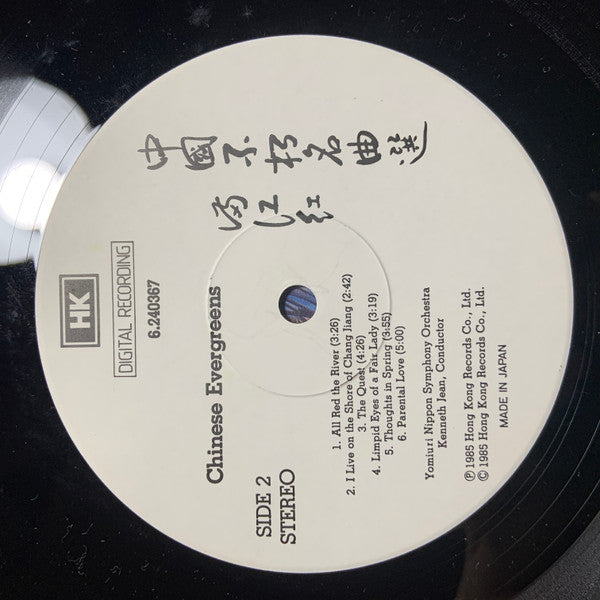 中國不朽名曲選
滿江紅
HK
DIGITAL RECORDING
6.240367
Chinese Evergreens
SIDE 2
STEREO
1. All Red the River (3:26)
2. I Live on the Shore of Chang Jiang (2:42)
3. The Quest (4:26)
4. Limpid Eyes of a Fair Lady (3:19)
5. Thoughts in Spring (3:55)
6. Parental Love (5:00)
Yomiuri Nippon Symphony Orchestra
Kenneth Jean, Conductor
Ⓟ 1985 Hong Kong Records Co., Ltd.
© 1985 Hong Kong Records Co., Ltd.
MADE IN JAPAN